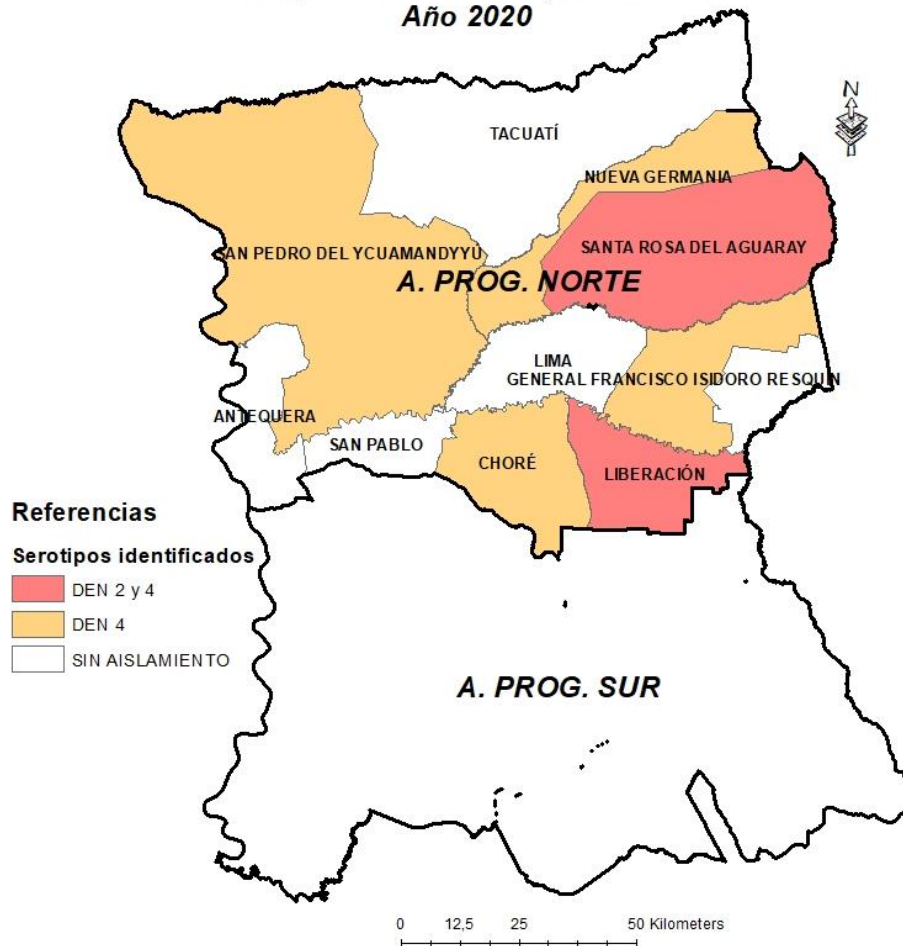 Año 2020
N
TACUATÍ
NUEVA GERMANIA
SANTA ROSA DEL AGUARAY
SAN PEDRO DEL YCUAMANDYYÚ
A. PROG. NORTE
LIMA
GENERAL FRANCISCO ISIDORO RESQUIN
ANTEQUERA
SAN PABLO
CHORÉ
LIBERACIÓN
Referencias
Serotipos identificados
DEN 2 y 4
DEN 4
SIN AISLAMIENTO
A. PROG. SUR
0 12,5 25 50 Kilometers